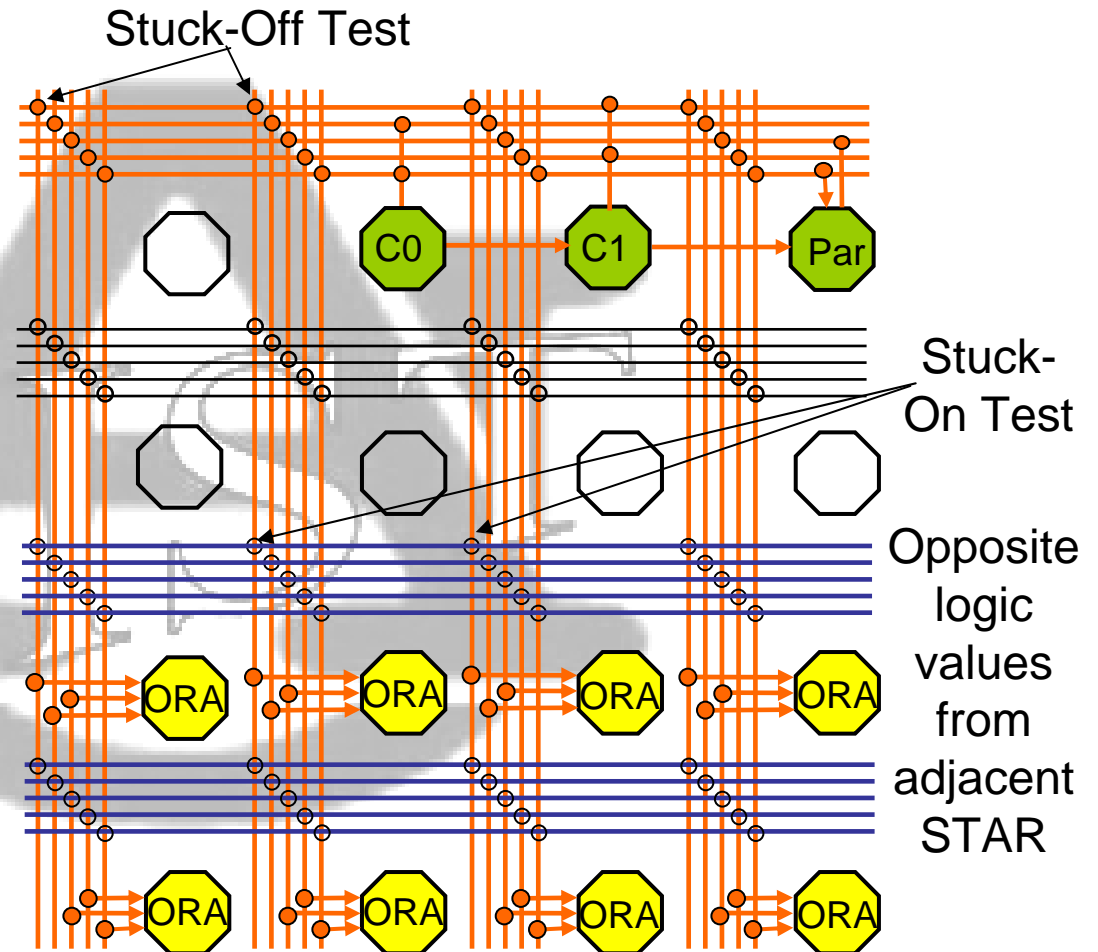 Stuck-Off Test
C0
C1
Par
Stuck-
On Test
Opposite
logic
values
from
adjacent
STAR
ORA
ORA
ORA
ORA
ORA
ORA
ORA
ORA